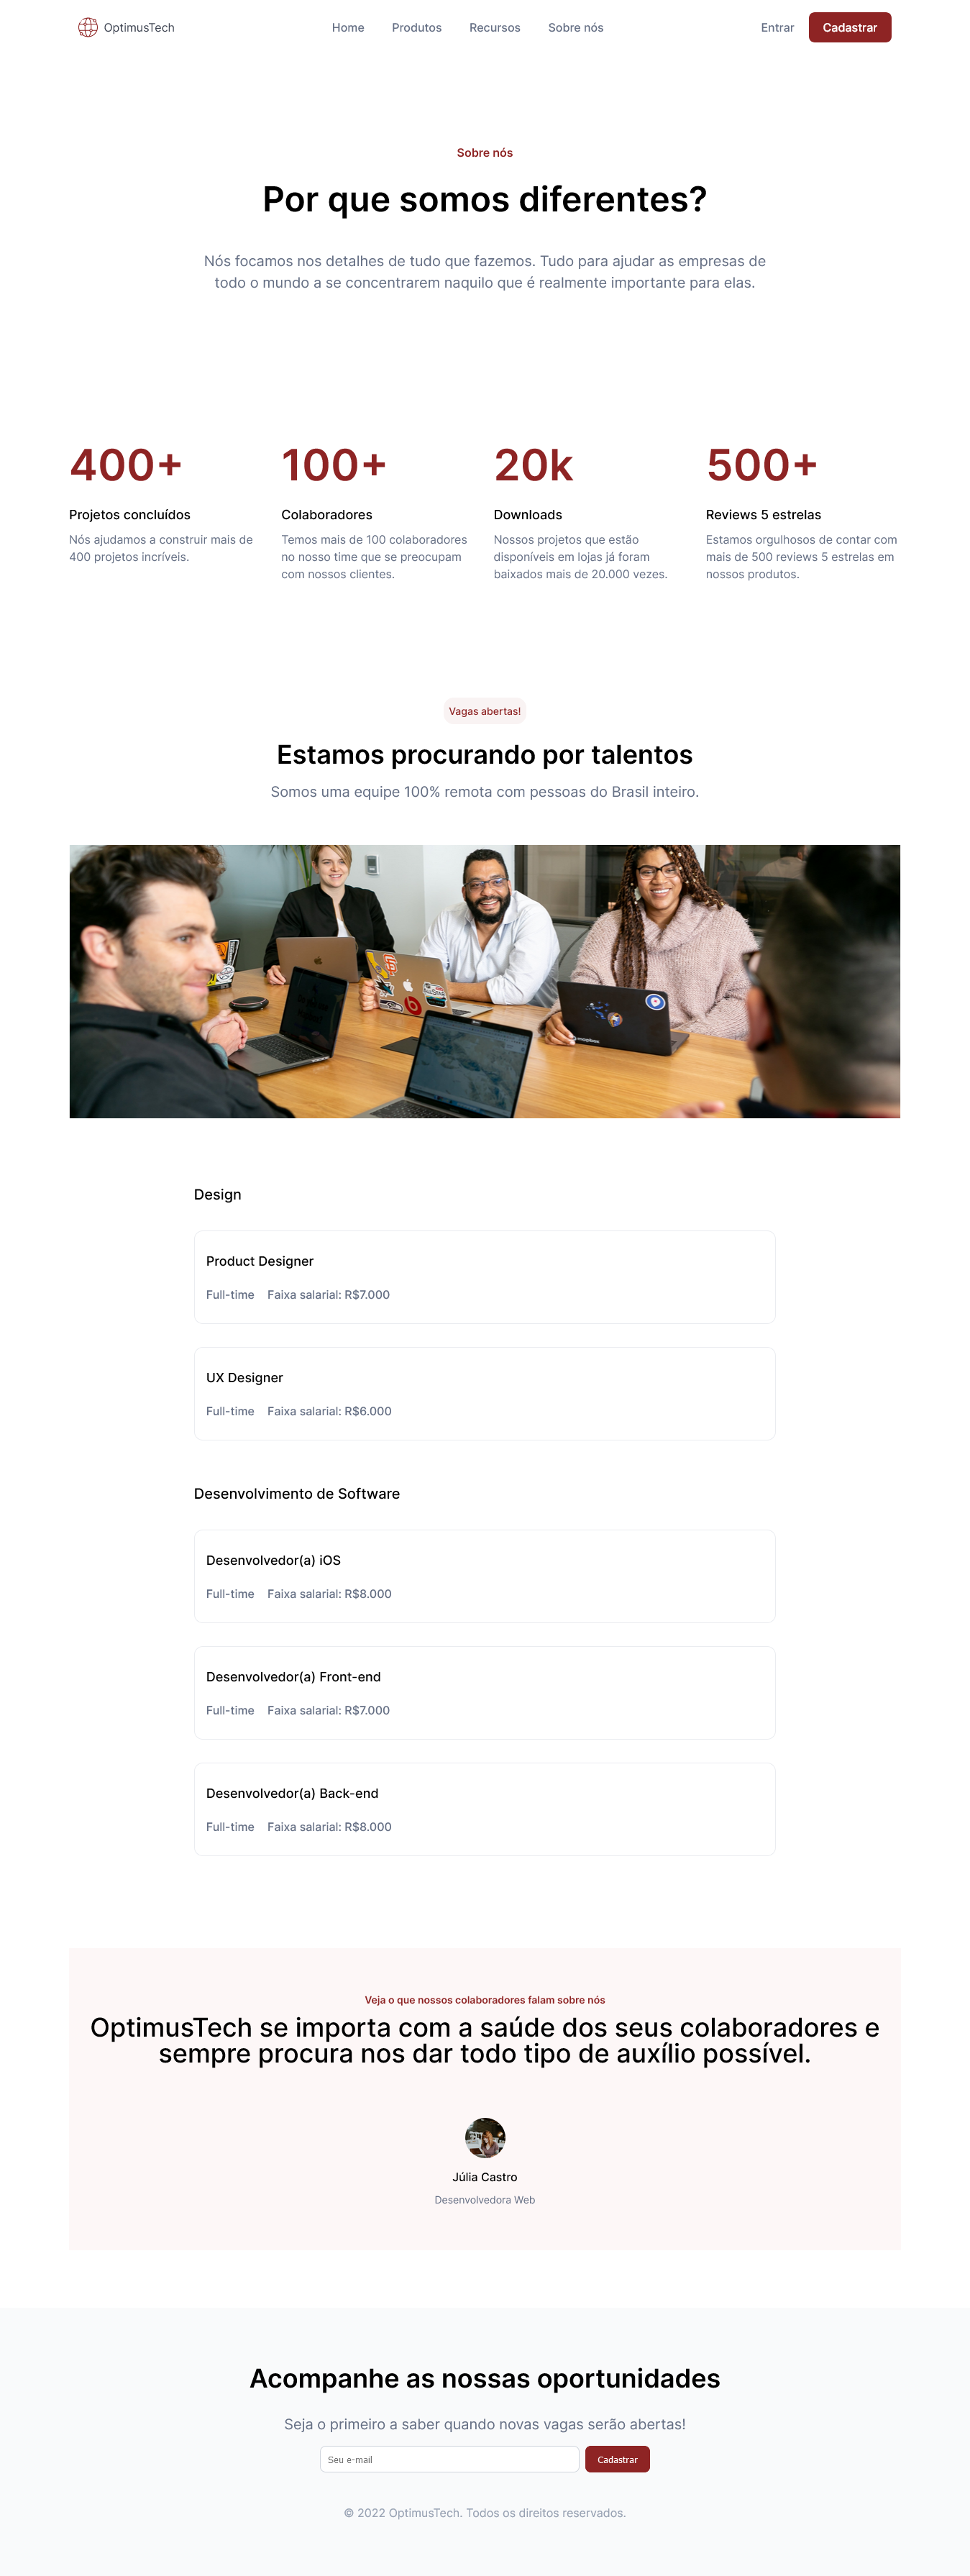 OptimusTech
Home
Produtos
Recursos
Sobre nós
Entrar
Cadastrar
Sobre nós
Por que somos diferentes?
Nós focamos nos detalhes de tudo que fazemos. Tudo para ajudar as empresas de
todo o mundo a se concentrarem naquilo que é realmente importante para elas.
400+
Projetos concluídos
Nós ajudamos a construir mais de
400 projetos incríveis.
100+
Colaboradores
Temos mais de 100 colaboradores
no nosso time que se preocupam
com nossos clientes.
20k
Downloads
Nossos projetos que estão
disponíveis em lojas já foram
baixados mais de 20.000 vezes.
500+
Reviews 5 estrelas
Estamos orgulhosos de contar com
mais de 500 reviews 5 estrelas em
nossos produtos.
Vagas abertas!
Estamos procurando por talentos
Somos uma equipe 100% remota com pessoas do Brasil inteiro.
mapbox
Design
Product Designer
Full-time Faixa salarial: R$7.000
UX Designer
Full-time Faixa salarial: R$6.000
Desenvolvimento de Software
Desenvolvedor(a) iOS
Full-time Faixa salarial: R$8.000
Desenvolvedor(a) Front-end
Full-time Faixa salarial: R$7.000
Desenvolvedor(a) Back-end
Full-time Faixa salarial: R$8.000
Veja o que nossos colaboradores falam sobre nós
OptimusTech se importa com a saúde dos seus colaboradores e
sempre procura nos dar todo tipo de auxílio possível.
Júlia Castro
Desenvolvedora Web
Acompanhe as nossas oportunidades
Seja o primeiro a saber quando novas vagas serão abertas!
Seu e-mail
Cadastrar
© 2022 OptimusTech. Todos os direitos reservados.